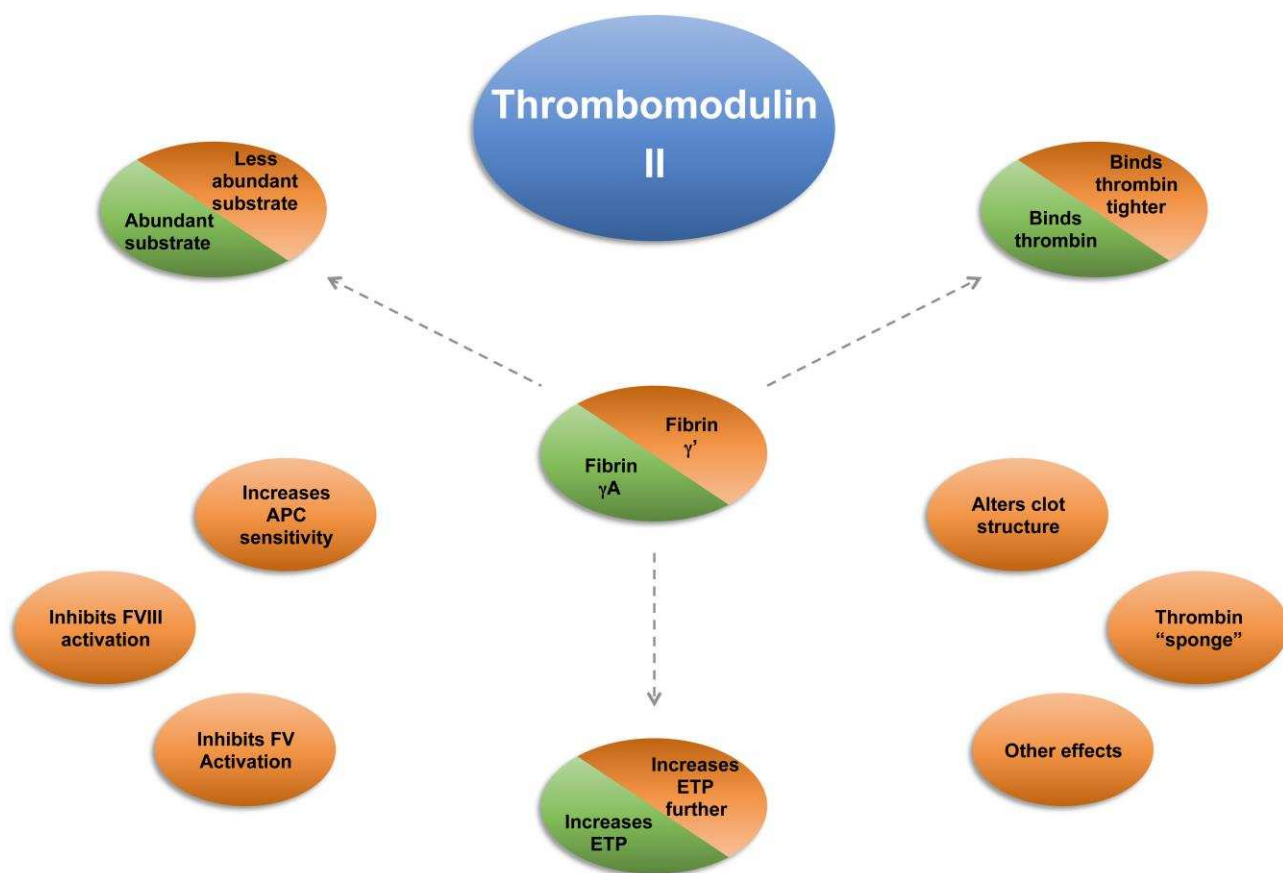 Thrombomodulin
II
Less
abundant
substrate
Abundant
substrate
Binds
thrombin
tighter
Binds
thrombin
Fibrin
γ'
Fibrin
γA
Increases
APC
sensitivity
Alters clot
structure
Inhibits FVIII
activation
Thrombin
“sponge”
Inhibits FV
Activation
Other effects
Increases
ETP
further
Increases
ETP